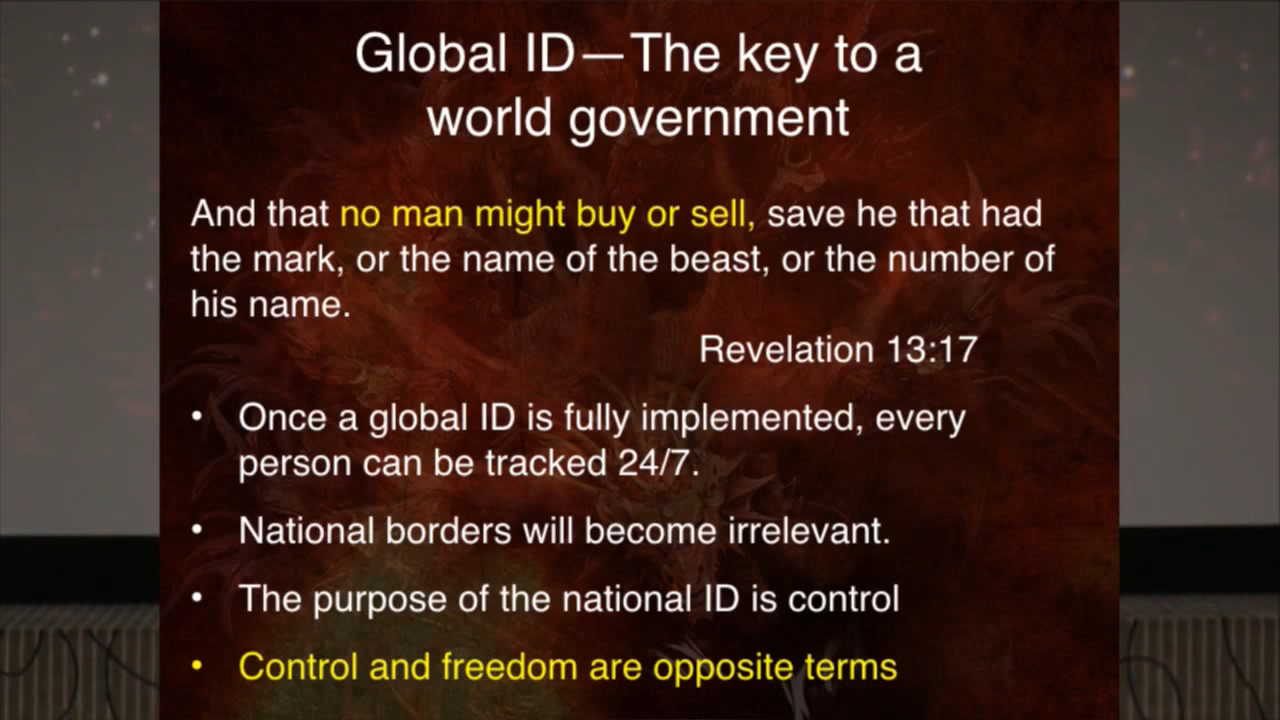 Global ID—The key to a
world government
And that no man might buy or sell, save he that had
the mark, or the name of the beast, or the number of
his name.
Revelation 13:17
• Once a global ID is fully implemented, every
person can be tracked 24/7.
• National borders will become irrelevant.
• The purpose of the national ID is control
• Control and freedom are opposite terms